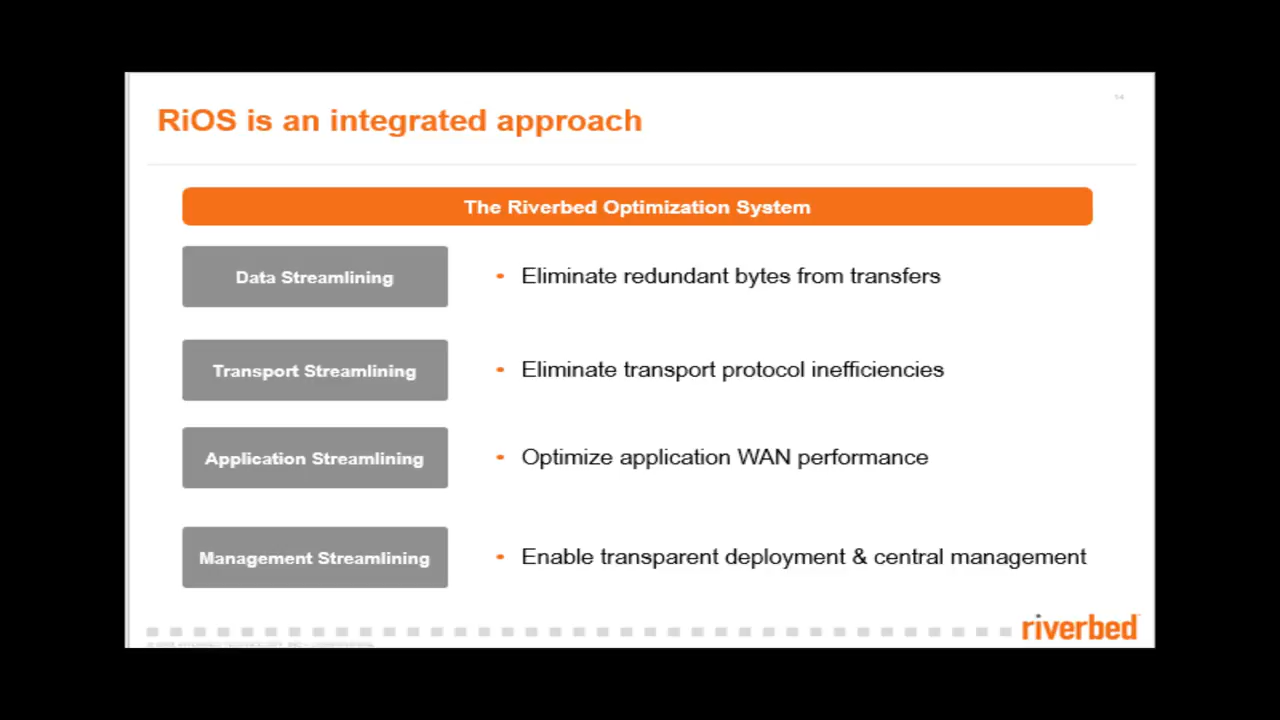 RiOS is an integrated approach
The Riverbed Optimization System
Data Streamlining
• Eliminate redundant bytes from transfers
Transport Streamlining
• Eliminate transport protocol inefficiencies
Application Streamlining
• Optimize application WAN performance
Management Streamlining
• Enable transparent deployment & central management
riverbed